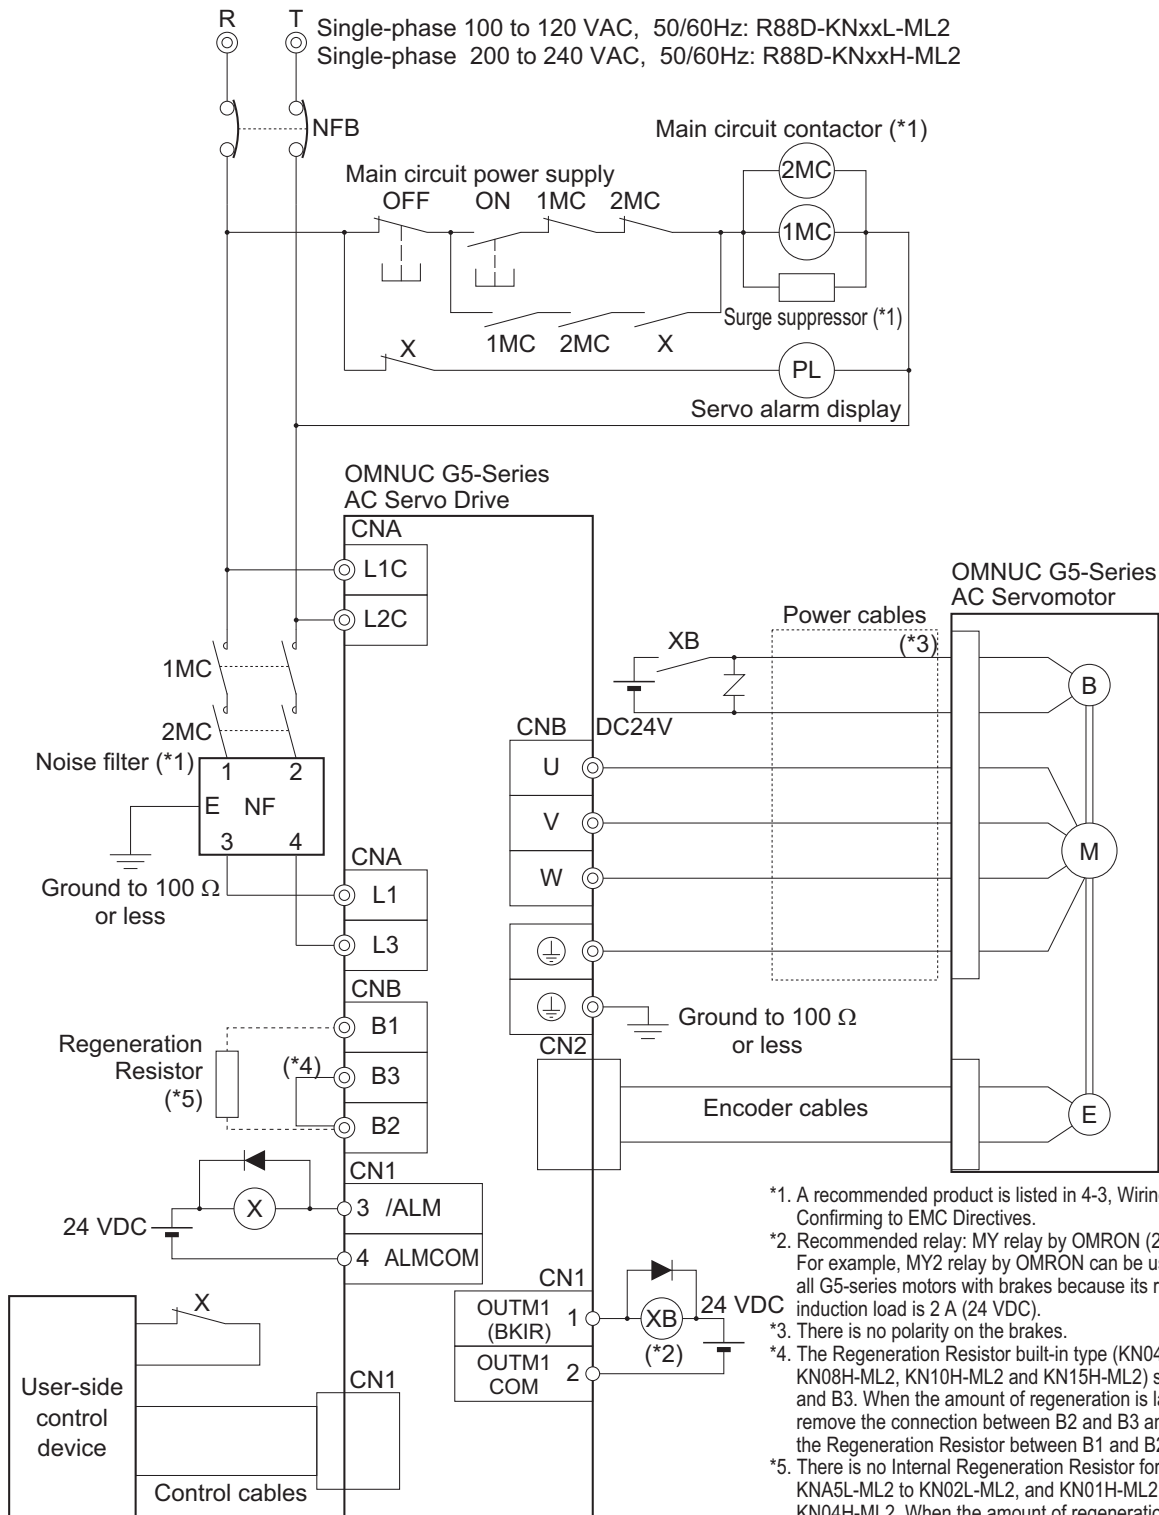 R
T
Single-phase 100 to 120 VAC, 50/60Hz: R88D-KNxxL-ML2
Single-phase 200 to 240 VAC, 50/60Hz: R88D-KNxxH-ML2
NFB
Main circuit contactor (*1)
2MC
Main circuit power supply
OFF
ON
1MC
2MC
1MC
Surge suppressor (*1)
1MC
2MC
X
X
PL
Servo alarm display
OMNUC G5-Series
AC Servo Drive
CNA
L1C
L2C
OMNUC G5-Series
AC Servomotor
Power cables
(*3)
XB
B
1MC
2MC
DC24V
CNB
Noise filter (*1)
1
2
E
NF
3
4
U
V
W
M
Ground to 100 Ω
or less
CNA
L1
L3
CNB
B1
B3
B2
Regeneration
Resistor
(*5)
(*4)
Ground to 100 Ω
or less
CN2
Encoder cables
E
CN1
X
3 /ALM
24 VDC
4 ALMCOM
*1. A recommended product is listed in 4-3,
Confirming to EMC Directives.
*2. Recommended relay: MY relay by OMRON
For example, MY2 relay by OMRON can be
all G5-series motors with brakes because its
induction load is 2 A (24 VDC).
*3. There is no polarity on the brakes.
*4. The Regeneration Resistor built-in type
KN08H-ML2, KN10H-ML2 and KN15H-ML2)
and B3. When the amount of regeneration is
remove the connection between B2 and B3
the Regeneration Resistor between B1 and
*5. There is no Internal Regeneration Resistor for
KNA5L-ML2 to KN02L-ML2, and KN01H-ML2
KN04H-ML2. When the amount of
CN1
OUTM1
(BKIR)
1
XB
(*2)
24 VDC
OUTM1
COM
2
X
User-side
control
device
CN1
Control cables